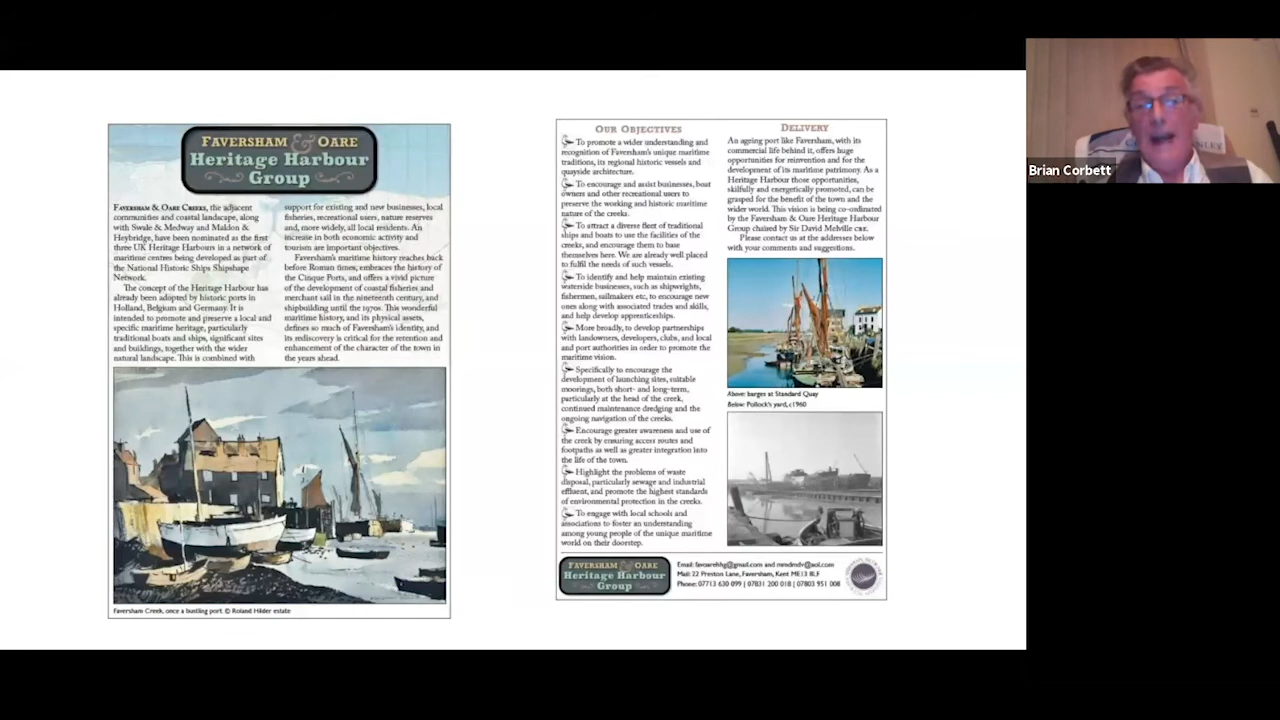 FAVERSHAM & OARE
Heritage Harbour
Group
FAVERSHAM & OARE CREEKS, the adjacent
communities and coastal landscape, along
with Swale & Medway and Maldon &
Heybridge, have been nominated as the first
three UK Heritage Harbours in a network of
maritime centres being developed as part of
the National Historic Ships Shipshape
Network.
The concept of the Heritage Harbour has
already been adopted by historic ports in
Holland, Belgium and Germany. It is
intended to promote and preserve a local and
specific maritime heritage, particularly
traditional boats and ships, significant sites
and buildings, together with the wider
natural landscape. This is combined with
support for existing and new businesses, local
fisheries, recreational users, nature reserves
and, more widely, all local residents. An
increase in both economic activity and
tourism are important objectives.
Faversham's maritime history reaches back
before Roman times, embraces the history of
the Cinque Ports, and offers a vivid picture
of the development of coastal fisheries and
merchant sail in the nineteenth century, and
shipbuilding until the 1970s. This wonderful
maritime history, and its physical assets,
defines so much of Faversham's identity, and
its rediscovery is critical for the retention and
enhancement of the character of the town in
the years ahead.
Faversham Creek, once a bustling port © Roland Hilder estate
OUR OBJECTIVES
To promote a wider understanding and
recognition of Faversham's unique maritime
traditions, its regional historic vessels and
quayside architecture.
To encourage and assist businesses, boat
owners and other recreational users to
preserve the working and historic maritime
nature of the creeks.
To attract a diverse fleet of traditional
ships and boats to use the facilities of the
creeks, and encourage them to base
themselves here. We are already well placed
to fulfil the needs of such vessels.
To identify and help maintain existing
waterside businesses, such as shipwrights,
fishermen, sailmakers etc, to encourage new
ones along with associated trades and skills,
and help develop apprenticeships.
More broadly, to develop partnerships
with landowners, developers, clubs, and local
and port authorities in order to promote the
maritime vision.
Specifically to encourage the
development of launching sites, suitable
moorings, both short- and long-term,
particularly at the head of the creek,
continued maintenance dredging and the
ongoing navigation of the creeks.
Encourage greater awareness and use of
the creek by ensuring access routes and
footpaths as well as greater integration into
the life of the town.
Highlight the problems of waste
disposal, particularly sewage and industrial
effluent, and promote the highest standards
of environmental protection in the creeks.
To engage with local schools and
associations to foster an understanding
among young people of the unique maritime
world on their doorstep.
DELIVERY
An ageing port like Faversham, with its
commercial life behind it, offers huge
opportunities for reinvention and for the
development of its maritime patrimony. As a
Heritage Harbour those opportunities,
skilfully and energetically promoted, can be
grasped for the benefit of the town and the
wider world. This vision is being co-ordinated
by the Faversham & Oare Heritage Harbour
Group chaired by Sir David Melville CBE.
Please contact us at the addresses below
with your comments and suggestions.
Above: barges at Standard Quay
Below: Pollock's yard, c1960
FAVERSHAM & OARE
Heritage Harbour
Group
Email: favoarehhg@gmail.com and mmdmdv@aol.com
Mail: 22 Preston Lane, Faversham, Kent ME13 8LF
Phone: 07713 630 099 | 07831 200 018 | 07803 951 008
Brian Corbett